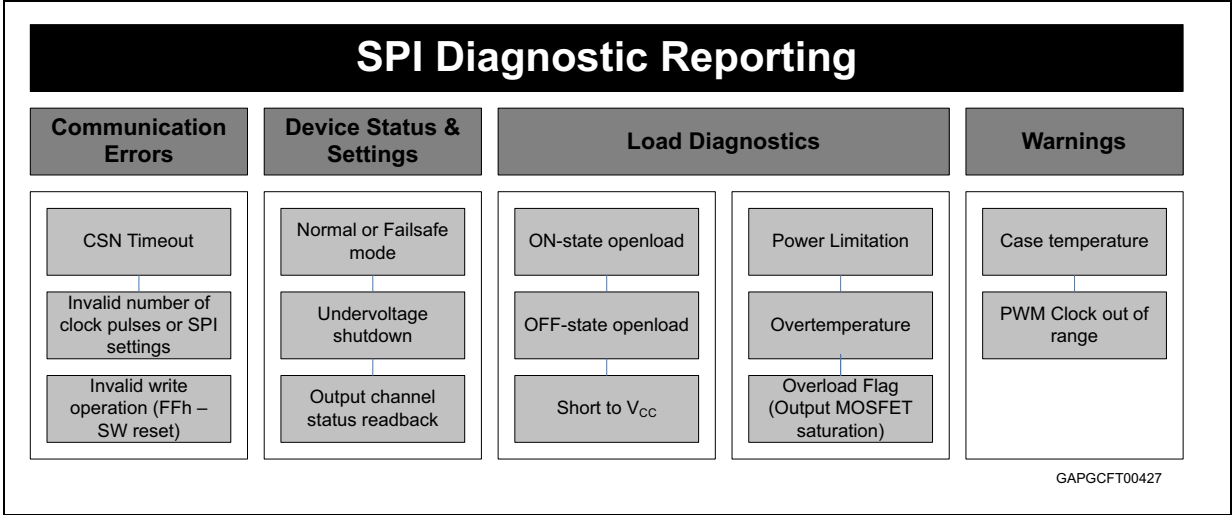 SPI Diagnostic Reporting
Communication
Errors
Device Status &
Settings
Load Diagnostics
Warnings
CSN Timeout
Invalid number of
clock pulses or SPI
settings
Invalid write
operation (FFh –
SW reset)
Normal or Failsafe
mode
Undervoltage
shutdown
Output channel
status readback
ON-state openload
OFF-state openload
Short to VCC
Power Limitation
Overtemperature
Overload Flag
(Output MOSFET
saturation)
Case temperature
PWM Clock out of
range
GAPGCFT00427